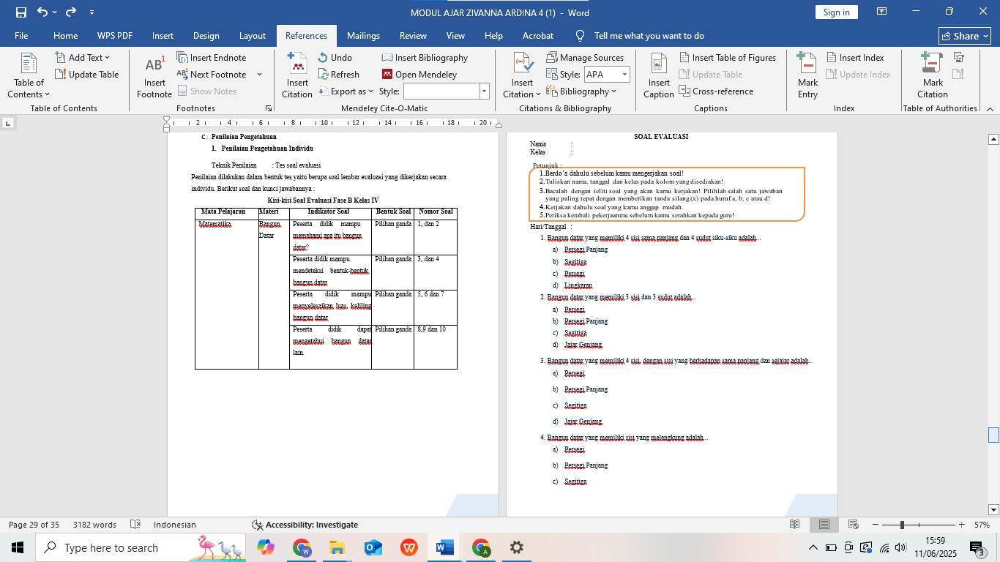 MODUL AJAR ZIVANNA ARDINA 4 (1) - Word
Sign in
File Home WPS PDF Insert Design Layout References Mailings Review View Help Acrobat Tell me what you want to do Share
Table of Contents
Add Text
Update Table
Table of Contents
AB1 Insert Footnote
Insert Endnote
Next Footnote
Show Notes
Footnotes
Insert Citation
Undo
Refresh
Export as
Insert Bibliography
Open Mendeley
Style:
Mendeley Cite-O-Matic
Insert Citation
Manage Sources
Style: APA
Bibliography
Citations & Bibliography
Insert Caption
Insert Table of Figures
Update Table
Cross-reference
Captions
Mark Entry
Insert Index
Update Index
Index
Mark Citation
Table of Authorities
2 4 6 8 10 12 14 16 18 20
C. Penilaian Pengetahuan
1. Penilaian Pengetahuan Individu
Teknik Penilaian : Tes soal evaluasi
Penilaian dilakukan dalam bentuk tes yaitu berupa soal lembar evaluasi yang dikerjakan secara
individu. Berikut soal dan kunci jawabannya :
Kisi-kisi Soal Evaluasi Fase B Kelas IV
Mata Pelajaran Materi Indikator Soal Bentuk Soal Nomor Soal
Matematika Bangun Peserta didik mampu Pilihan ganda 1, dan 2
Datar memahami apa itu bangun
datar?
Peserta didik mampu Pilihan ganda 3, dan 4
mendeteksi bentuk-bentuk
bangun datar
Peserta didik mampu Pilihan ganda 5, 6 dan 7
menyelesaikan luas, keliling
bangun datar
Peserta didik dapat Pilihan ganda 8,9 dan 10
mengetahui bangun datar
lain.
SOAL EVALUASI
Nama :
Kelas :
Petunjuk :
1.Berdo'a dahulu sebelum kamu mengerjakan soal!
2.Tuliskan nama, tanggal dan kelas pada kolom yang disediakan!
3.Bacalah dengan teliti soal yang akan kamu kerjakan! Pilihlah salah satu jawaban
yang paling tepat dengan memberikan tanda silang (x) pada huruf a, b, c atau d!
4.Kerjakan dahulu soal yang kamu anggap mudah.
5.Periksa kembali pekerjaanmu sebelum kamu serahkan kepada guru!
Hari/Tanggal :
1. Bangun datar yang memiliki 4 sisi sama panjang dan 4 sudut siku-siku adalah...
a) Persegi Panjang
b) Segitiga
c) Persegi
d) Lingkaran
2. Bangun datar yang memiliki 3 sisi dan 3 sudut adalah...
a) Persegi
b) Persegi Panjang
c) Segitiga
d) Jajar Genjang
3. Bangun datar yang memiliki 4 sisi, dengan sisi yang berhadapan sama panjang dan sejajar adalah...
a) Persegi
b) Persegi Panjang
c) Segitiga
d) Jajar Genjang
4. Bangun datar yang memiliki sisi yang melengkung adalah...
a) Persegi
b) Persegi Panjang
c) Segitiga
Page 29 of 35 3182 words Indonesian Accessibility: Investigate 57%
Type here to search
15:59
11/06/2025
3